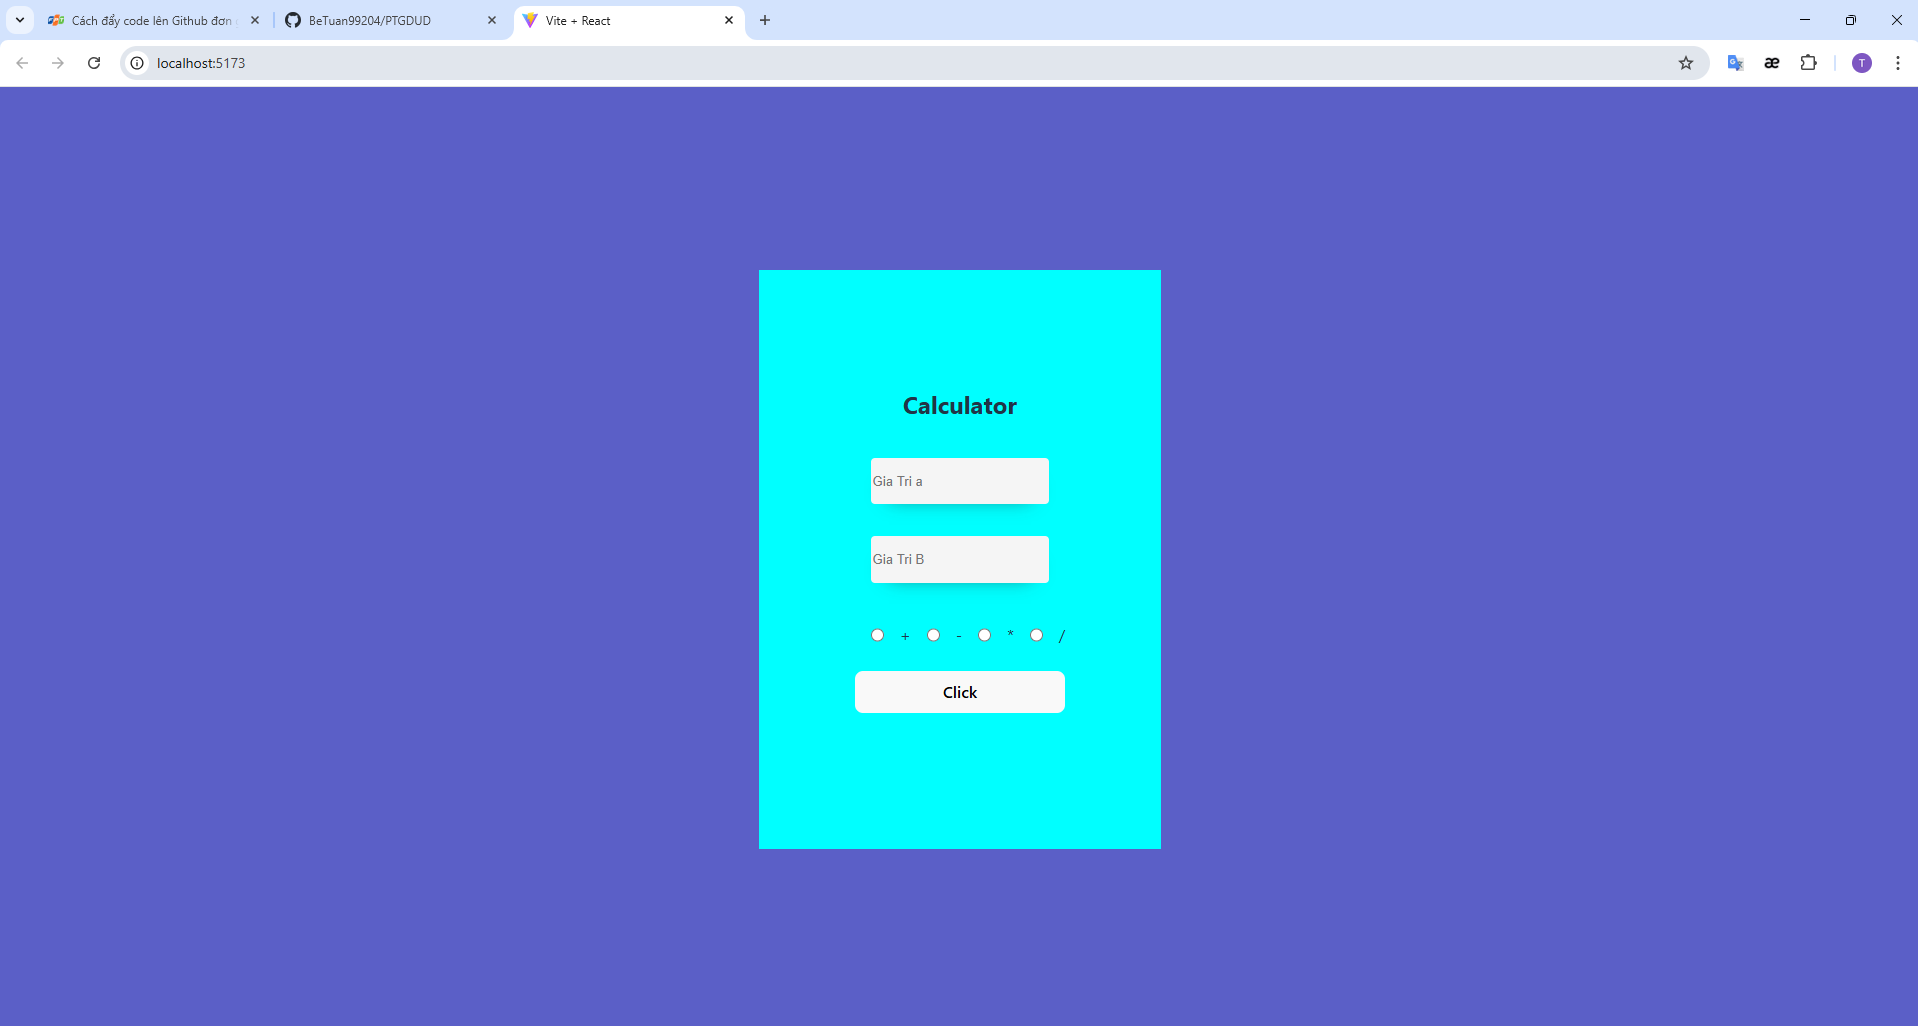 Cách đẩy code lên Github đơn
BeTuan99204/PTGDUD
Vite + React
localhost:5173
æ
T
Calculator
Gia Tri a
Gia Tri B
+ - * /
Click